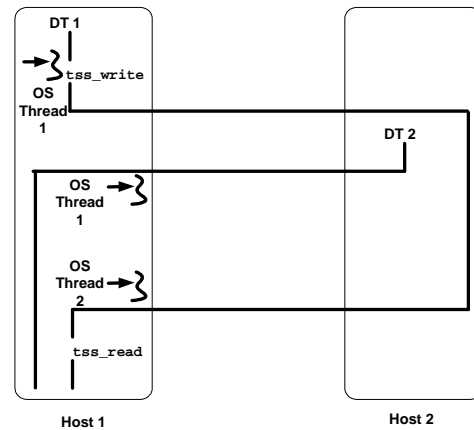 DT 1
tss_write
OS
Thread
1
DT 2
OS
Thread
1
OS
Thread
2
tss_read
Host 1
Host 2